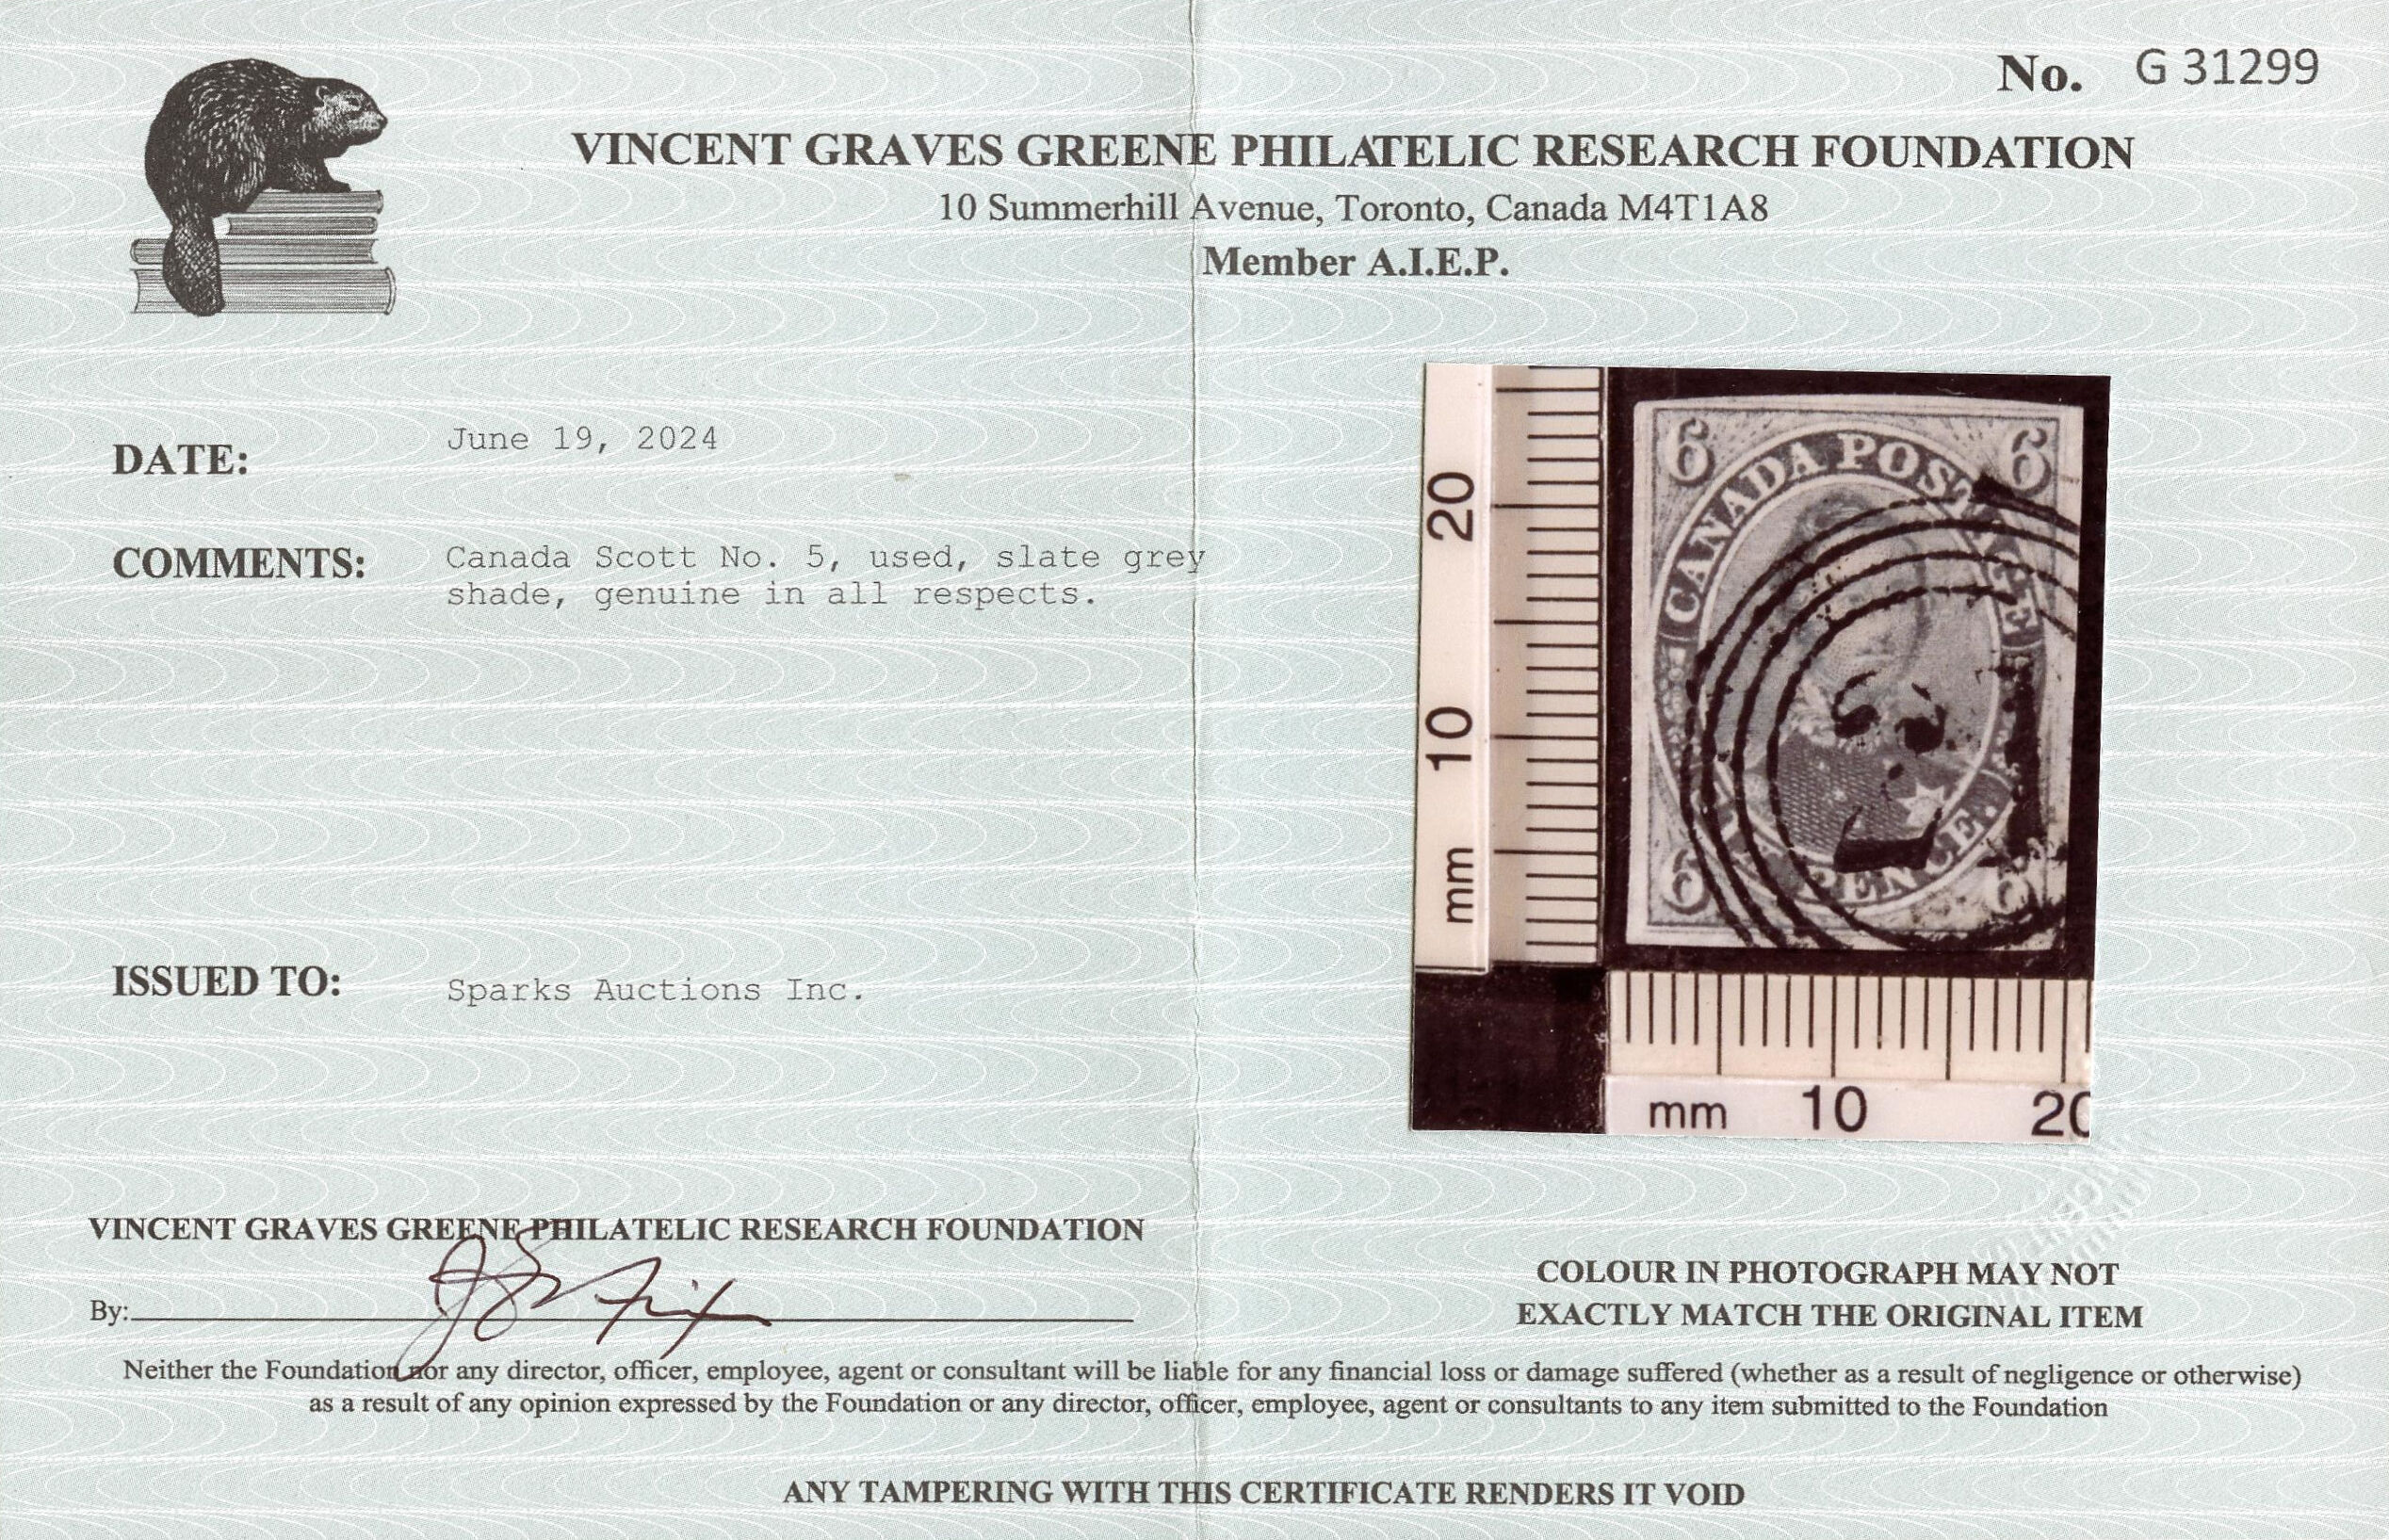 No. G 31299
VINCENT GRAVES GREENE PHILATELIC RESEARCH FOUNDATION
10 Summerhill Avenue, Toronto, Canada M4T1A8
Member A.I.E.P.
DATE: June 19, 2024
COMMENTS: Canada Scott No. 5, used, slate grey
shade, genuine in all respects.
20
10
mm
6 6
CANADA POSTAGE
PENCE.
6 6
mm 10 20
ISSUED TO: Sparks Auctions Inc.
VINCENT GRAVES GREENE PHILATELIC RESEARCH FOUNDATION
By:
COLOUR IN PHOTOGRAPH MAY NOT
EXACTLY MATCH THE ORIGINAL ITEM
Neither the Foundation nor any director, officer, employee, agent or consultant will be liable for any financial loss or damage suffered (whether as a result of negligence or otherwise)
as a result of any opinion expressed by the Foundation or any director, officer, employee, agent or consultants to any item submitted to the Foundation
ANY TAMPERING WITH THIS CERTIFICATE RENDERS IT VOID